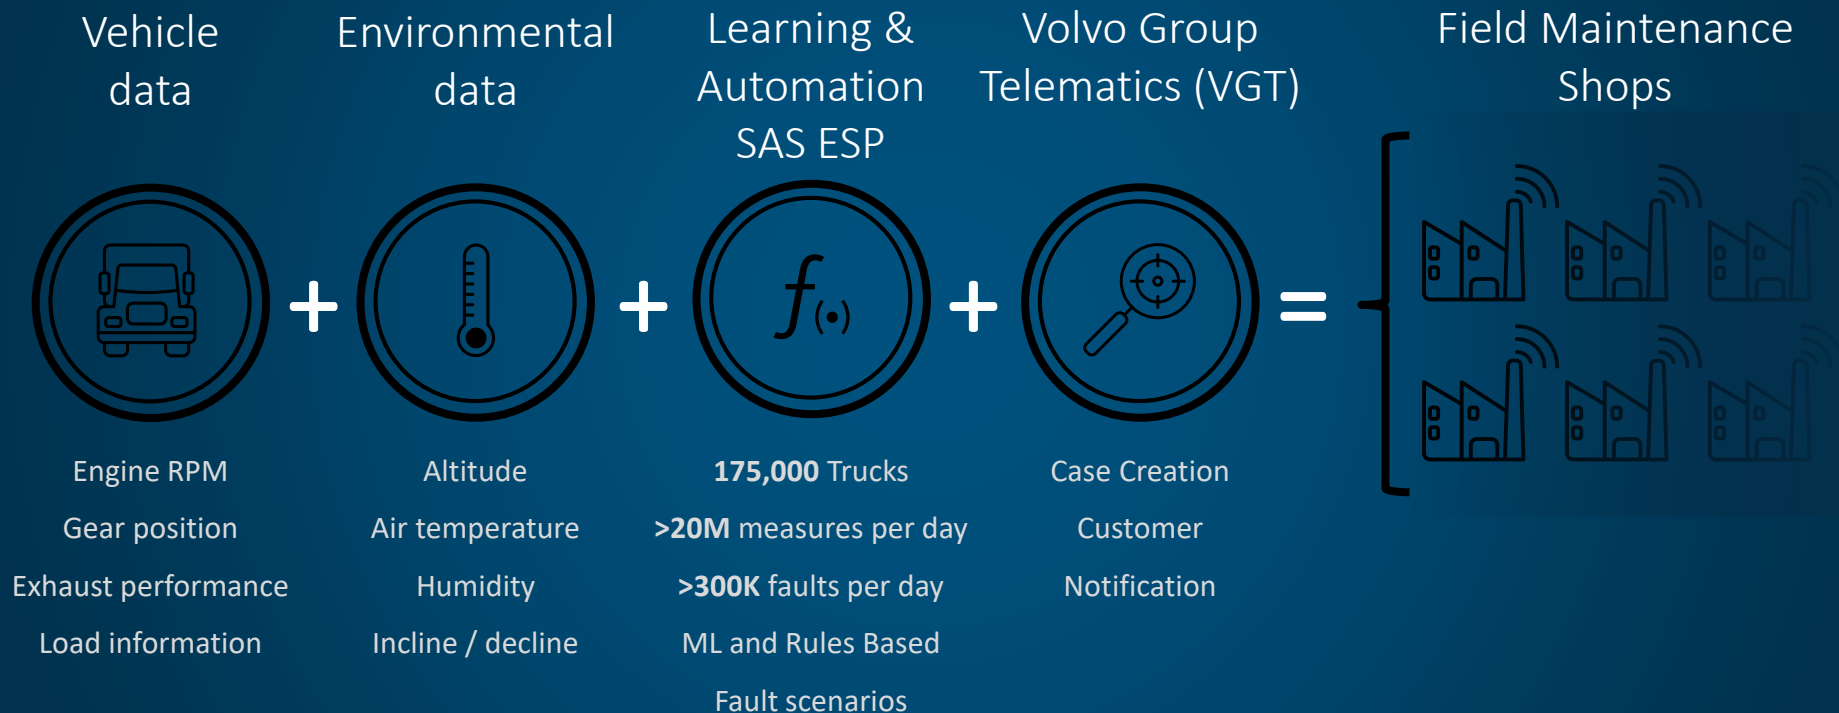 Vehicle
data
Environmental
data
Learning &
Automation
SAS ESP
Volvo Group
Telematics (VGT)
Field Maintenance
Shops
+
+
f(•)
+
=
Engine RPM
Gear position
Exhaust performance
Load information
Altitude
Air temperature
Humidity
Incline / decline
175,000 Trucks
>20M measures per day
>300K faults per day
ML and Rules Based
Fault scenarios
Case Creation
Customer
Notification